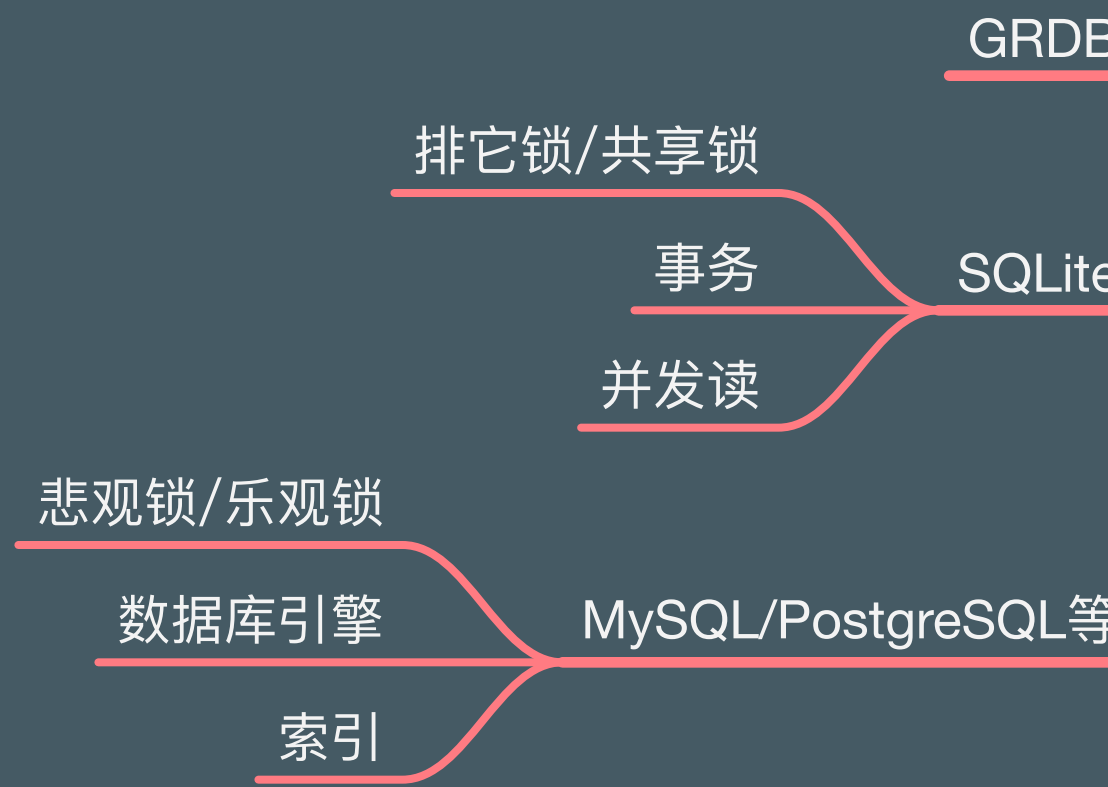 GRDB
排它锁/共享锁
事务
SQLite
并发读
悲观锁/乐观锁
数据库引擎
MySQL/PostgreSQL等
索引